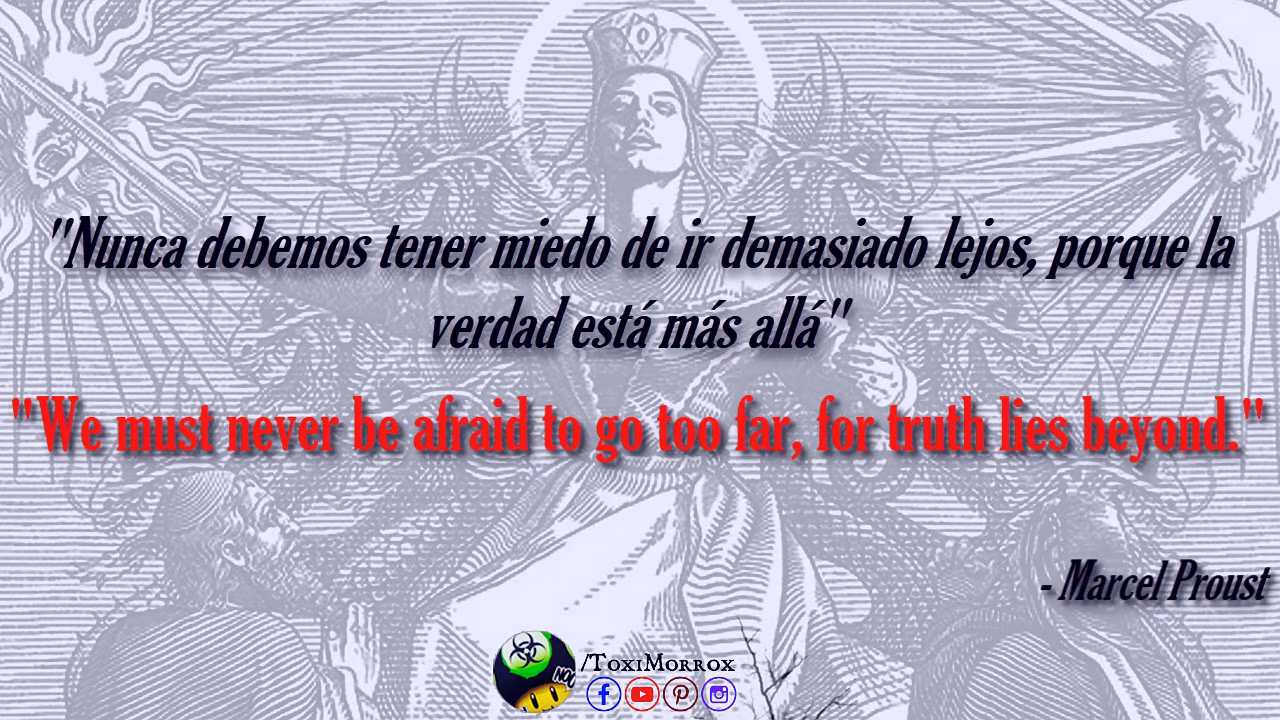 "Nunca debemos tener miedo de ir demasiado lejos, porque la
verdad está más allá"
"We must never be afraid to go too far, for truth lies beyond."
- Marcel Proust
NOU
/ToxiMorrox